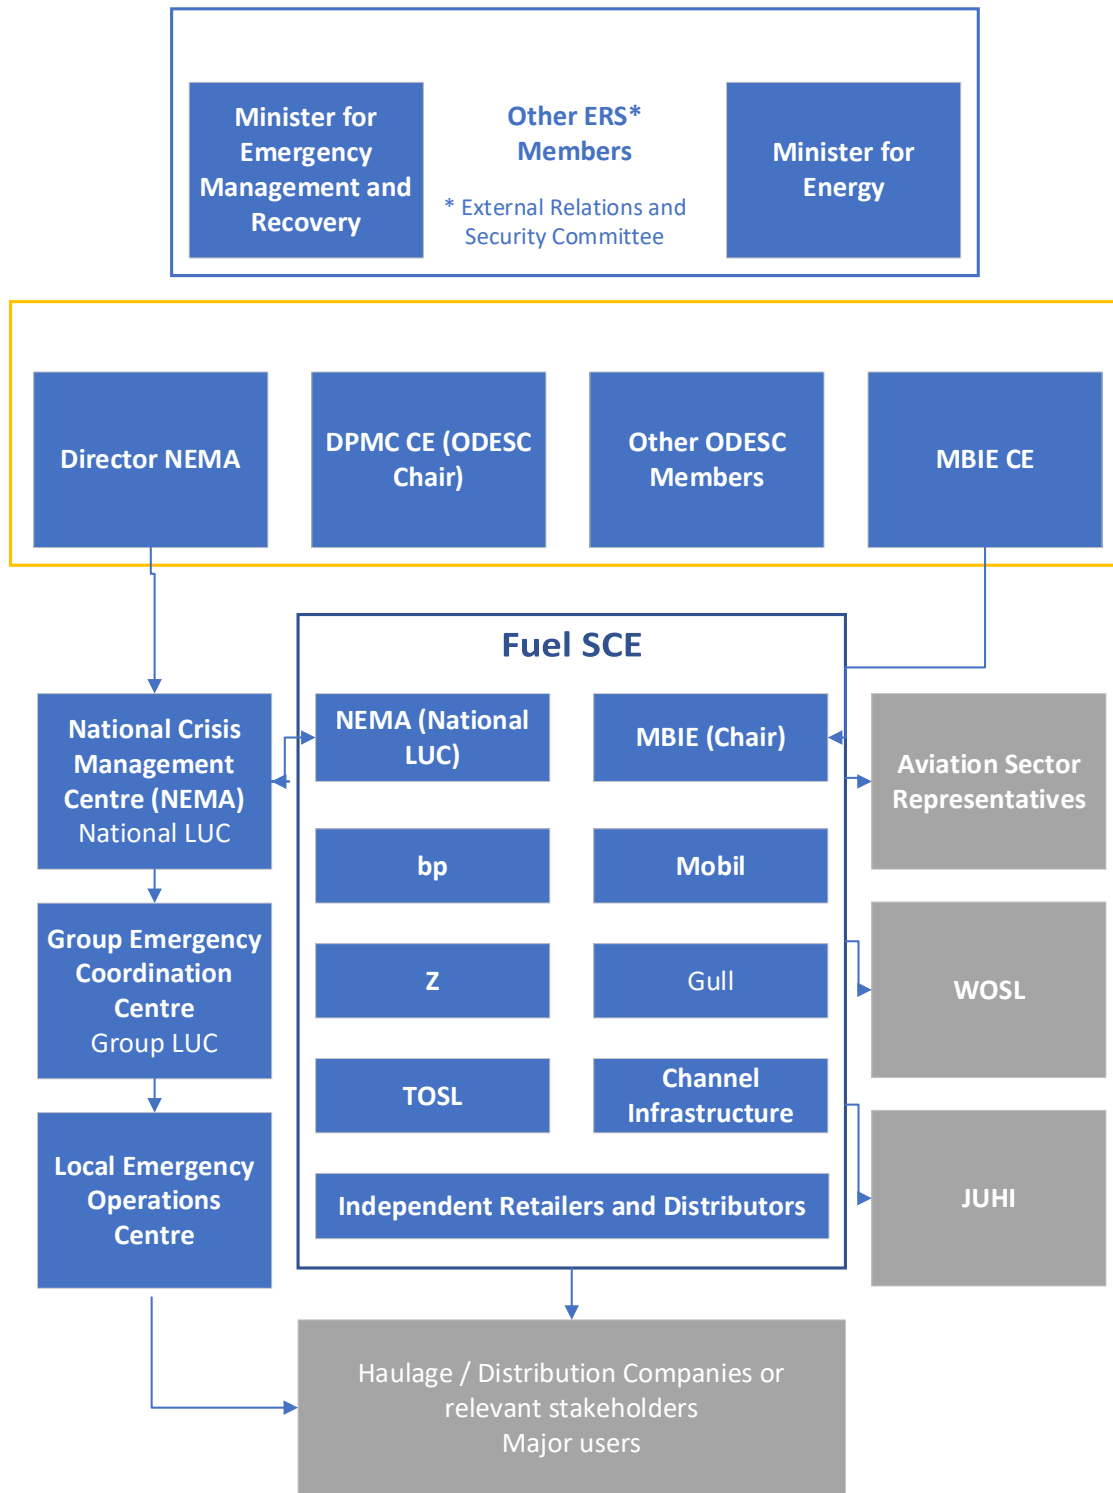 Minister for
Emergency
Management and
Recovery
Other ERS*
Members
* External Relations and
Security Committee
Minister for
Energy
Director NEMA
DPMC CE (ODESC
Chair)
Other ODESC
Members
MBIE CE
Fuel SCE
National Crisis
Management
Centre (NEMA)
National LUC
NEMA (National
LUC)
MBIE (Chair)
Aviation Sector
Representatives
bp
Mobil
Group Emergency
Coordination
Centre
Group LUC
Z
Gull
WOSL
TOSL
Channel
Infrastructure
Local Emergency
Operations
Centre
Independent Retailers and Distributors
JUHI
Haulage / Distribution Companies or
relevant stakeholders
Major users